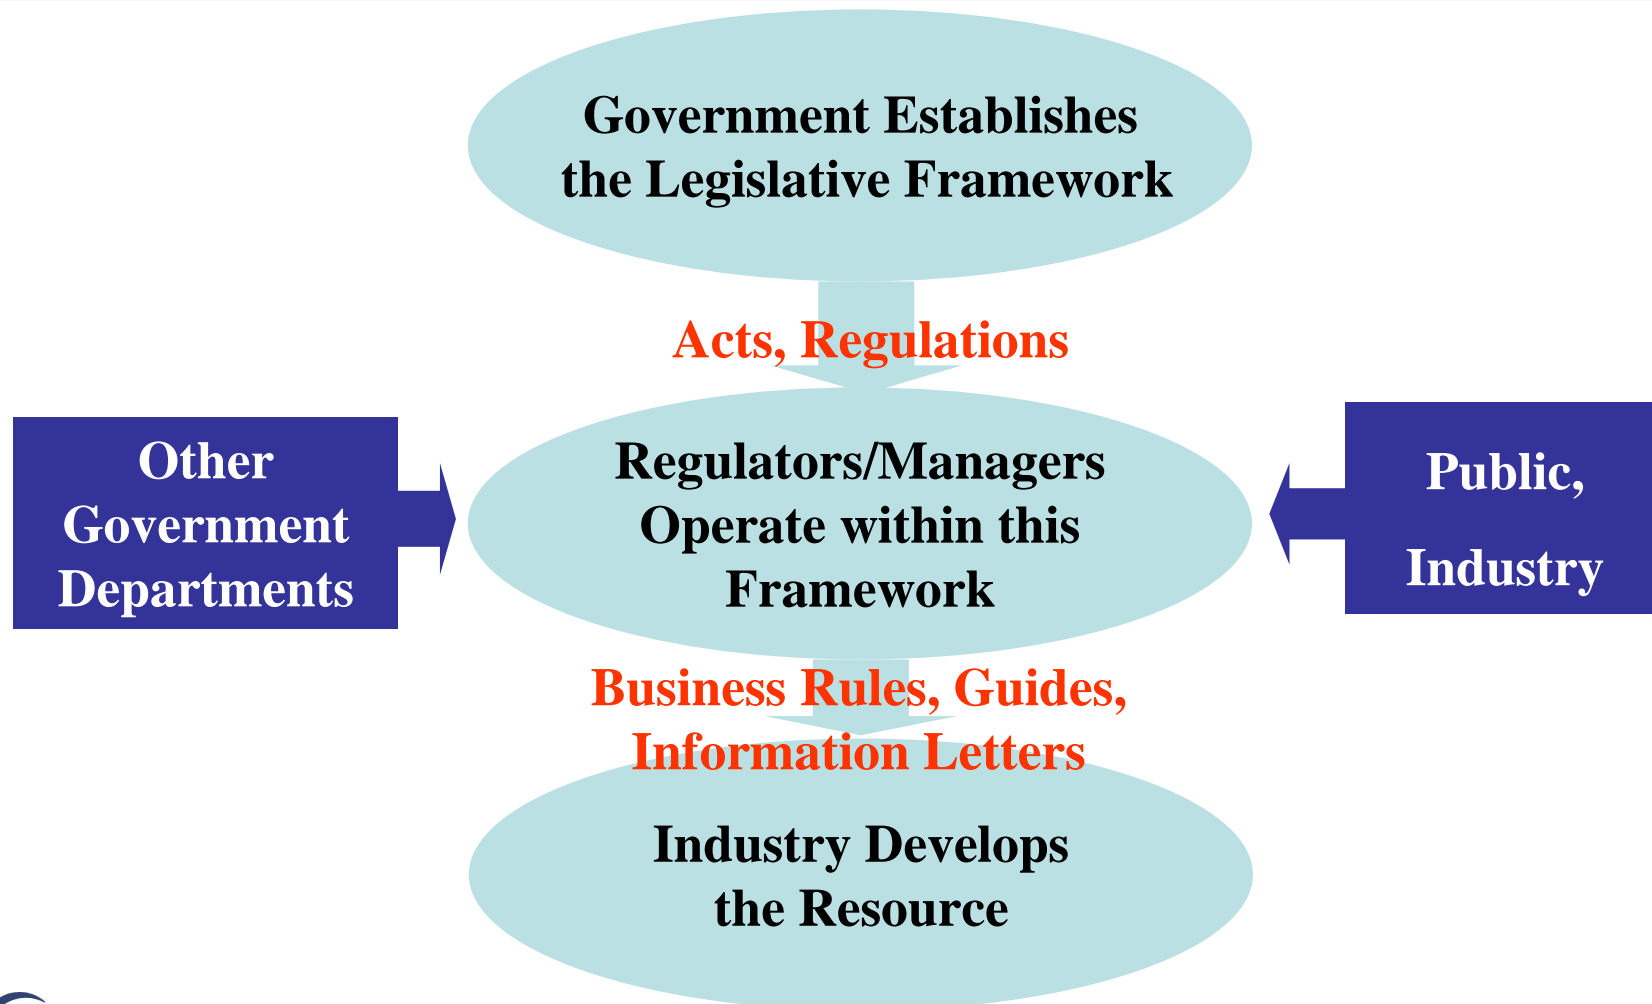 Government Establishes
the Legislative Framework
Acts, Regulations
Other
Government
Departments
Regulators/Managers
Operate within this
Framework
Public,
Industry
Business Rules, Guides,
Information Letters
Industry Develops
the Resource